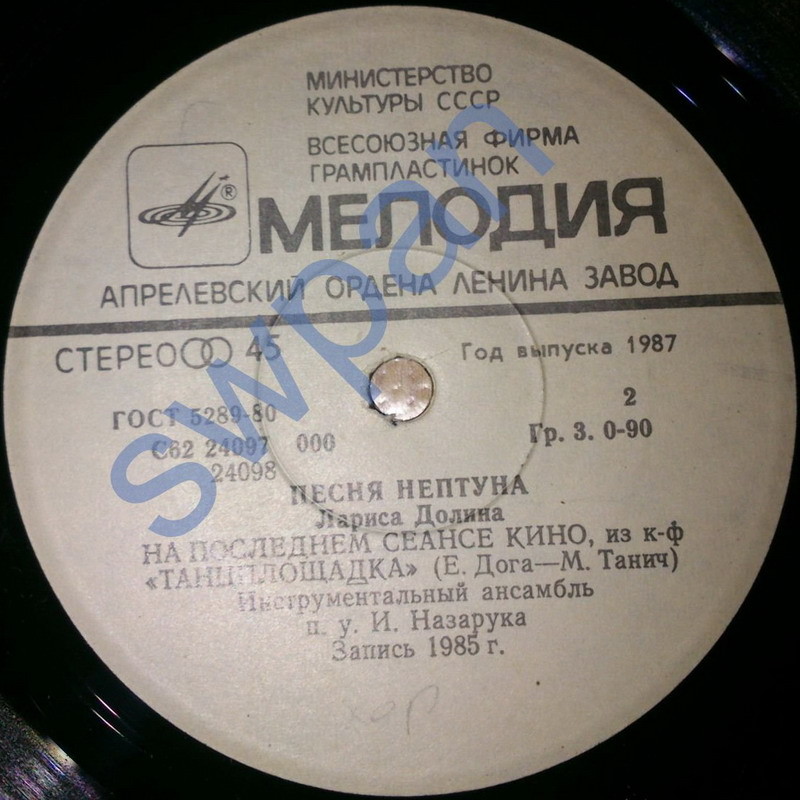 МИНИСТЕРСТВО
КУЛЬТУРЫ СССР
ВСЕСОЮЗНАЯ ФИРМА
ГРАМПЛАСТИНОК
®
МЕЛОДИЯ
АПРЕЛЕВСКИЙ ОРДЕНА ЛЕНИНА ЗАВОД
СТЕРЕО 45
Год выпуска 1987
ГОСТ 5289-80
2
С62 24097 000
24098
Гр. 3. 0-90
ПЕСНЯ НЕПТУНА
Лариса Долина
НА ПОСЛЕДНЕМ СЕАНСЕ КИНО, из к-ф
«ТАНЦПЛОЩАДКА» (Е. Дога—М. Танич)
Инструментальный ансамбль
п. у. И. Назарука
Запись 1985 г.
хор
swpan